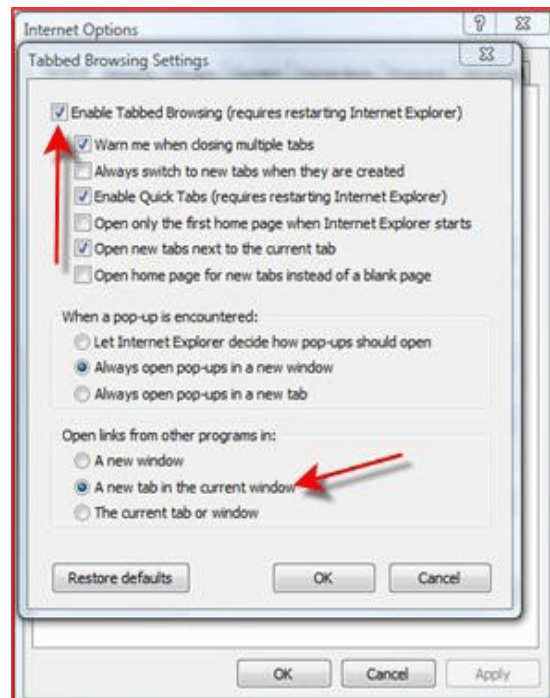 Internet Options
Tabbed Browsing Settings
Enable Tabbed Browsing (requires restarting Internet Explorer)
Warn me when closing multiple tabs
Always switch to new tabs when they are created
Enable Quick Tabs (requires restarting Internet Explorer)
Open only the first home page when Internet Explorer starts
Open new tabs next to the current tab
Open home page for new tabs instead of a blank page
When a pop-up is encountered:
Let Internet Explorer decide how pop-ups should open
Always open pop-ups in a new window
Always open pop-ups in a new tab
Open links from other programs in:
A new window
A new tab in the current window
The current tab or window
Restore defaults OK Cancel
OK Cancel Apply